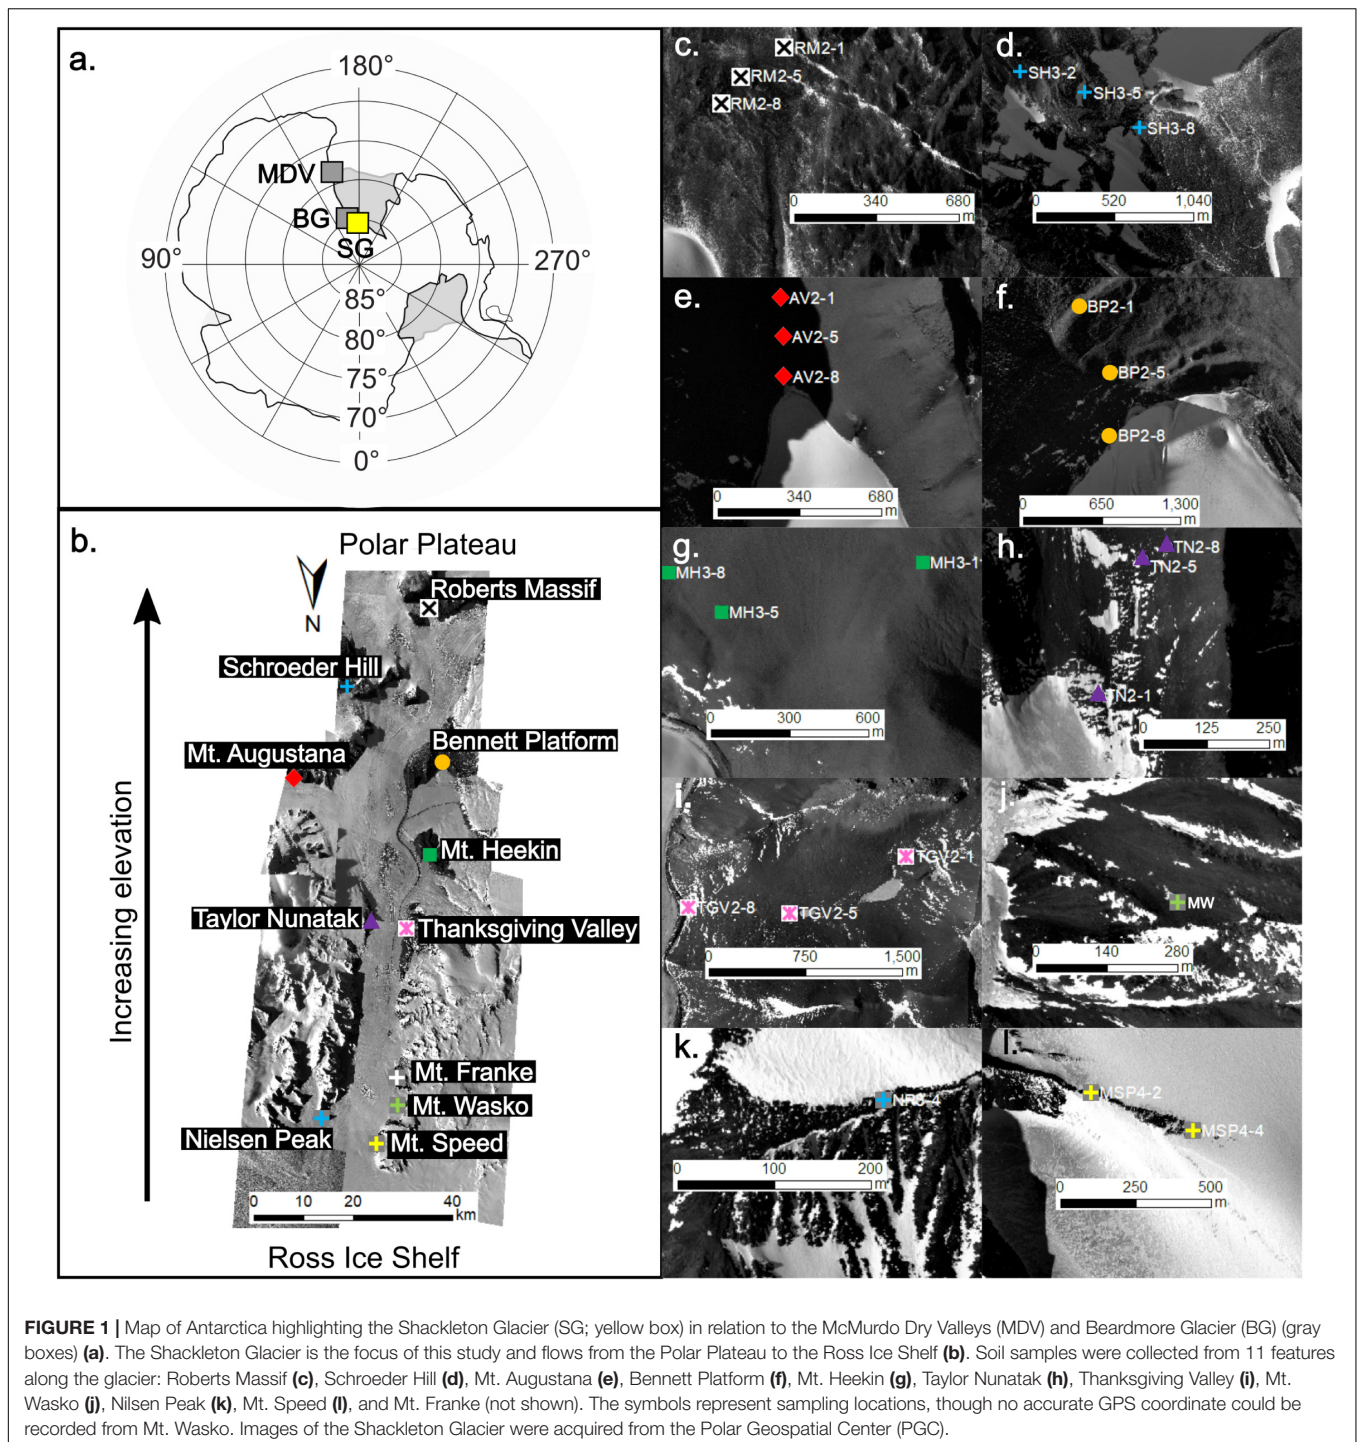 a.
180°
MDV
BG
SG
90°
270°
85°
80°
75°
70°
0°
b.
Polar Plateau
Roberts Massif
N
Schroeder Hill
Mt. Augustana
Bennett Platform
Mt. Heekin
Taylor Nunatak
Thanksgiving Valley
Increasing elevation
Mt. Franke
Mt. Wasko
Nielsen Peak
Mt. Speed
0 10 20 40
km
Ross Ice Shelf
c.
RM2-1
RM2-5
RM2-8
0 340 680
m
d.
SH3-2
SH3-5
SH3-8
0 520 1,040
m
e.
AV2-1
AV2-5
AV2-8
0 340 680
m
f.
BP2-1
BP2-5
BP2-8
0 650 1,300
m
g.
MH3-8
MH3-1
MH3-5
0 300 600
m
h.
TN2-8
TN2-5
TN2-1
0 125 250
m
i.
TGV2-1
TGV2-8
TGV2-5
0 750 1,500
m
j.
MW
0 140 280
m
k.
NR3-4
0 100 200
m
l.
MSP4-2
MSP4-4
0 250 500
m
FIGURE 1 | Map of Antarctica highlighting the Shackleton Glacier (SG; yellow box) in relation to the McMurdo Dry Valleys (MDV) and Beardmore Glacier (BG) (gray
boxes) (a). The Shackleton Glacier is the focus of this study and flows from the Polar Plateau to the Ross Ice Shelf (b). Soil samples were collected from 11 features
along the glacier: Roberts Massif (c), Schroeder Hill (d), Mt. Augustana (e), Bennett Platform (f), Mt. Heekin (g), Taylor Nunatak (h), Thanksgiving Valley (i), Mt.
Wasko (j), Nilsen Peak (k), Mt. Speed (l), and Mt. Franke (not shown). The symbols represent sampling locations, though no accurate GPS coordinate could be
recorded from Mt. Wasko. Images of the Shackleton Glacier were acquired from the Polar Geospatial Center (PGC).